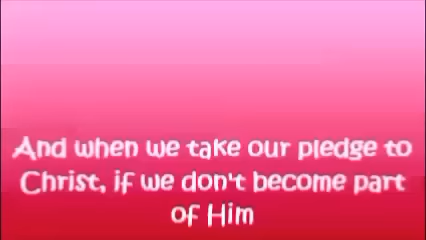 And when we take our pledge to
Christ, if we don't become part
of Him